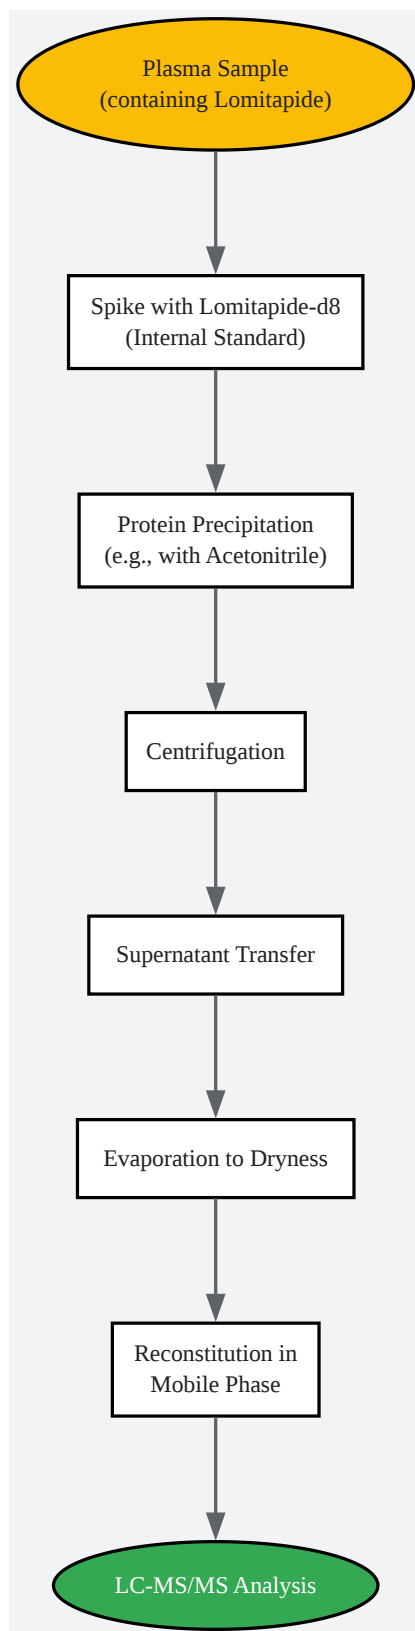 Plasma Sample
(containing Lomitapide)
Spike with Lomitapide-d8
(Internal Standard)
Protein Precipitation
(e.g., with Acetonitrile)
Centrifugation
Supernatant Transfer
Evaporation to Dryness
Reconstitution in
Mobile Phase
LC-MS/MS Analysis